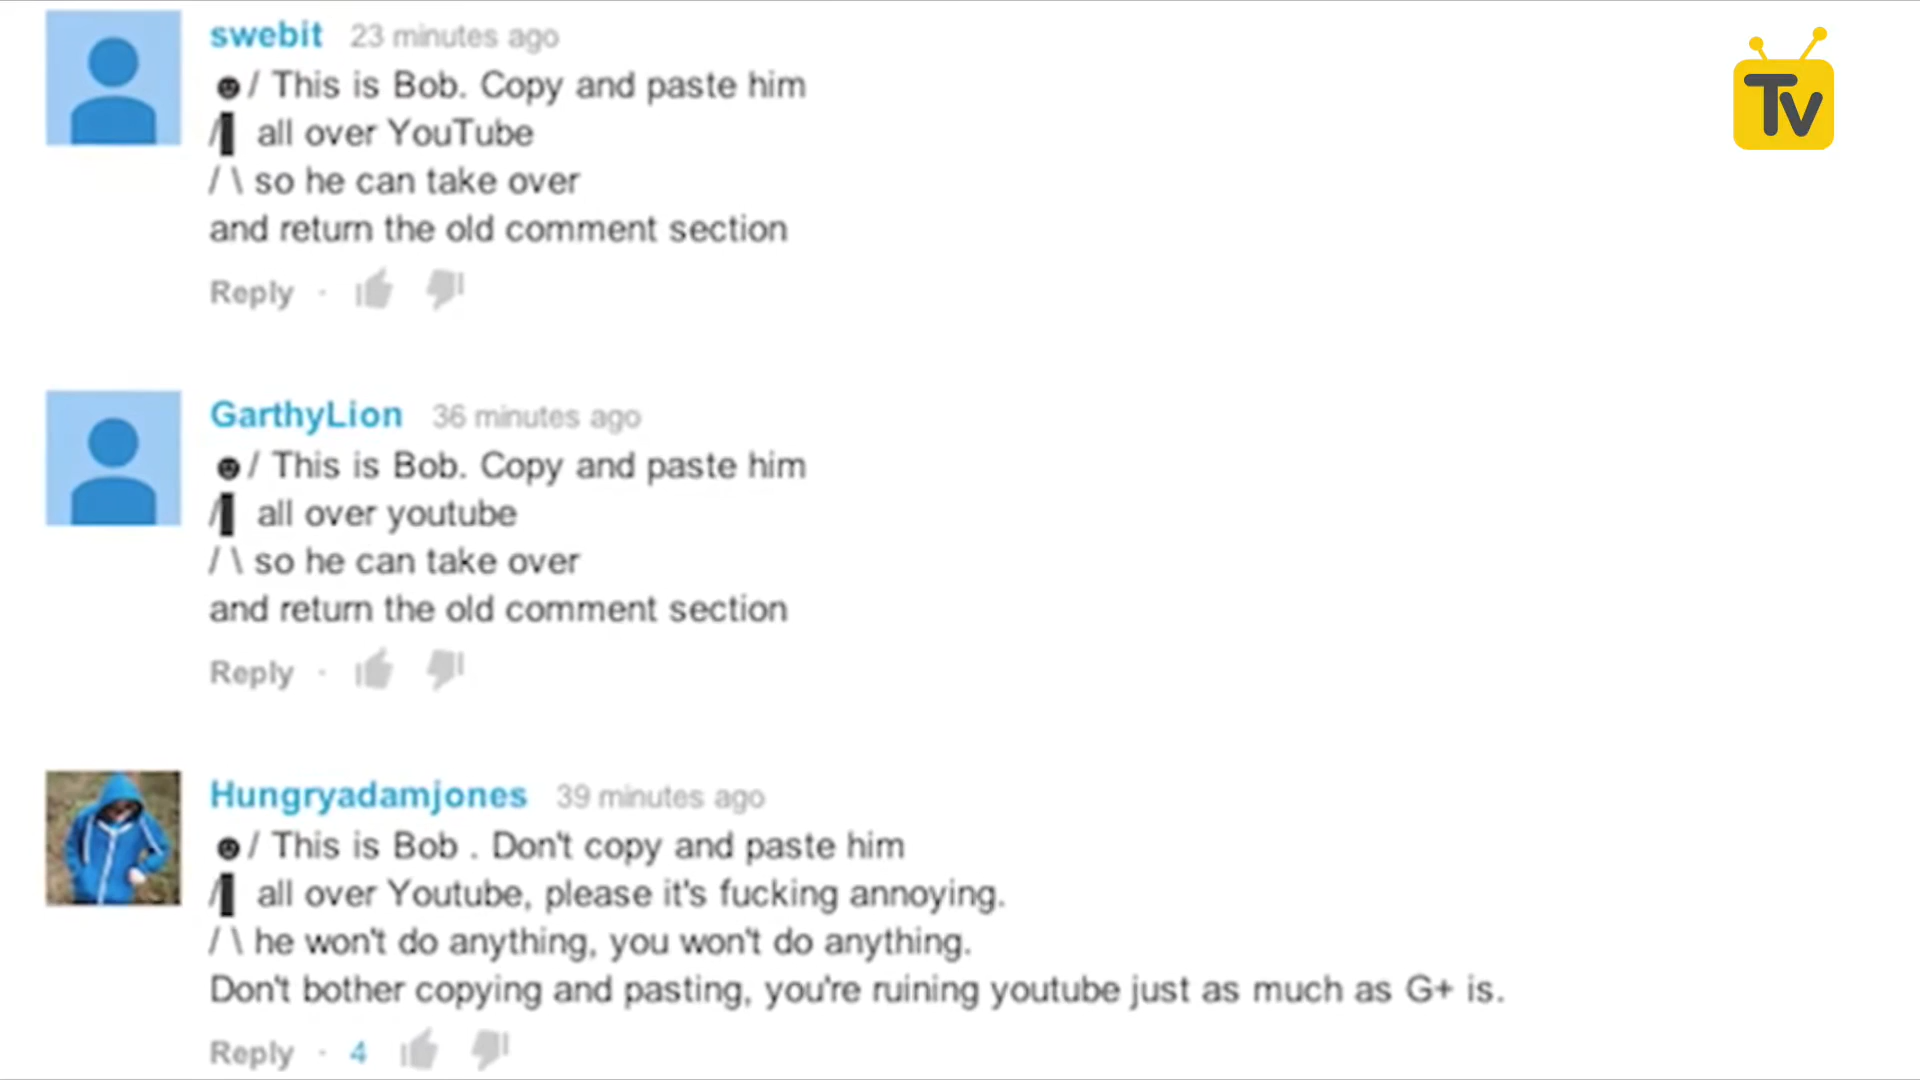 swebit 23 minutes ago
☻/ This is Bob. Copy and paste him
/▌ all over YouTube
/ \ so he can take over
and return the old comment section
Reply ·
TV
GarthyLion 36 minutes ago
☻/ This is Bob. Copy and paste him
/▌ all over youtube
/ \ so he can take over
and return the old comment section
Reply ·
Hungryadamjones 39 minutes ago
☻/ This is Bob . Don't copy and paste him
/▌ all over Youtube, please it's fucking annoying.
/ \ he won't do anything, you won't do anything.
Don't bother copying and pasting, you're ruining youtube just as much as G+ is.
Reply · 4